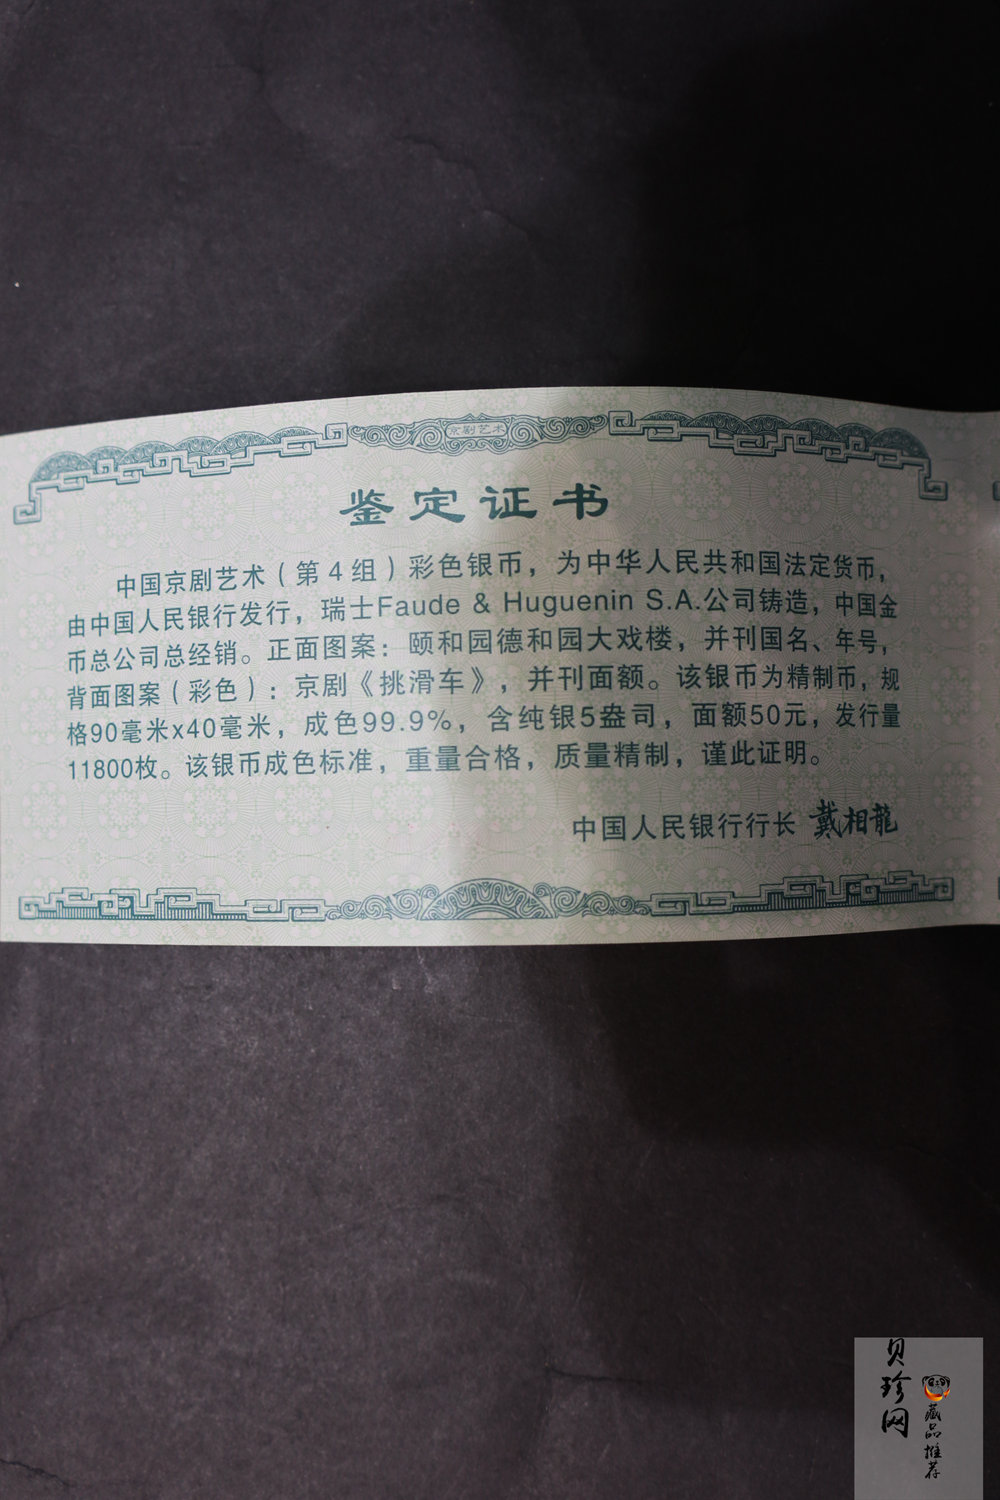 京剧艺术
鉴定证书
中国京剧艺术（第4组）彩色银币，为中华人民共和国法定货币，
由中国人民银行发行，瑞士Faude & Huguenin S.A.公司铸造，中国金
币总公司总经销。正面图案：颐和园德和园大戏楼，并刊国名、年号，
背面图案（彩色）：京剧《挑滑车》，并刊面额。该银币为精制币，规
格90毫米x40毫米，成色99.9%，含纯银5盎司，面额50元，发行量
11800枚。该银币成色标准，重量合格，质量精制，谨此证明。
中国人民银行行长 戴相龍
贝珍网
藏品推荐